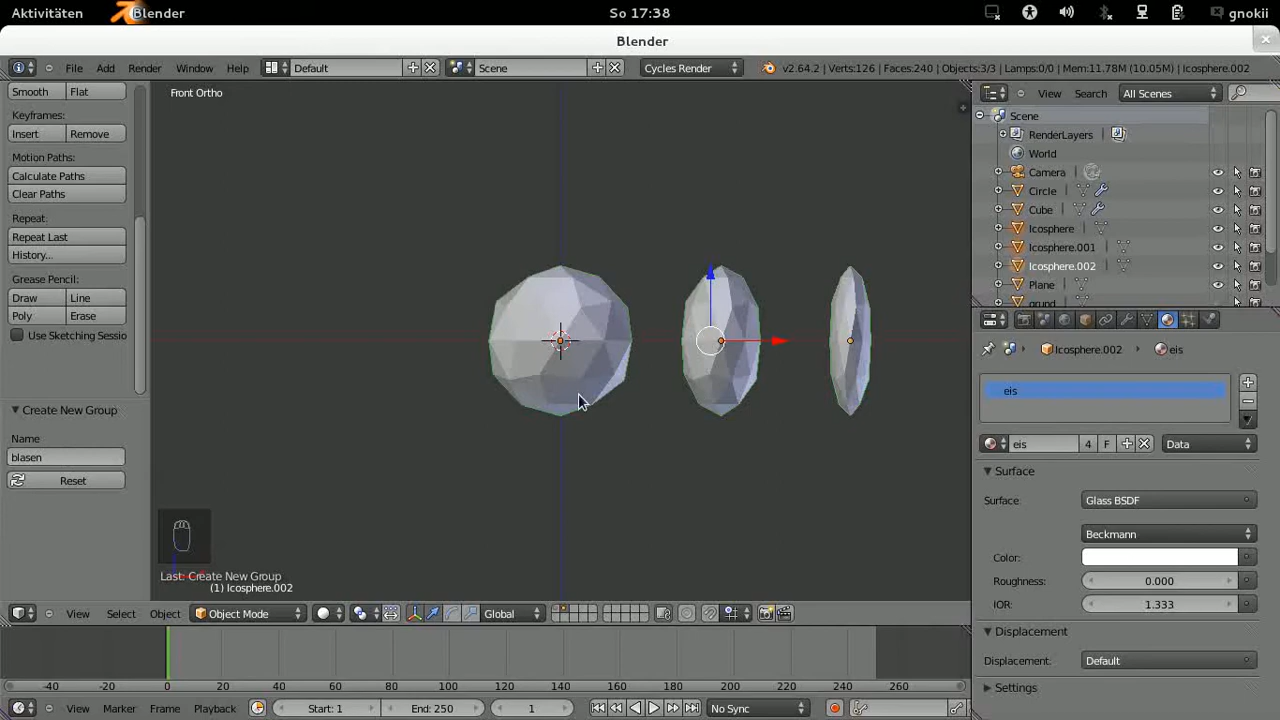 Aktivitäten
Blender
So 17:38
gnokii
Blender
File
Add
Render
Window
Help
Default
Scene
Cycles Render
v2.64.2 | Verts:126 | Faces:240 | Objects:3/3 | Lamps:0/0 | Mem:11.78M (10.05M) | Icosphere.002
Smooth
Flat
Keyframes:
Insert
Remove
Motion Paths:
Calculate Paths
Clear Paths
Repeat:
Repeat Last
History...
Grease Pencil:
Draw
Line
Poly
Erase
Use Sketching Sessio
Create New Group
Name
blasen
Reset
Front Ortho
Last: Create New Group
(1) Icosphere.002
View
Select
Object
Object Mode
Global
View
Search
All Scenes
Scene
RenderLayers
World
Camera
Circle
Cube
Icosphere
Icosphere.001
Icosphere.002
Plane
grund
Icosphere.002
eis
eis
eis
4
F
Data
Surface
Surface:
Glass BSDF
Beckmann
Color:
Roughness:
0.000
IOR:
1.333
Displacement
Displacement:
Default
Settings
-40
-20
0
20
40
60
80
100
120
140
160
180
200
220
240
260
View
Marker
Frame
Playback
Start: 1
End: 250
1
No Sync